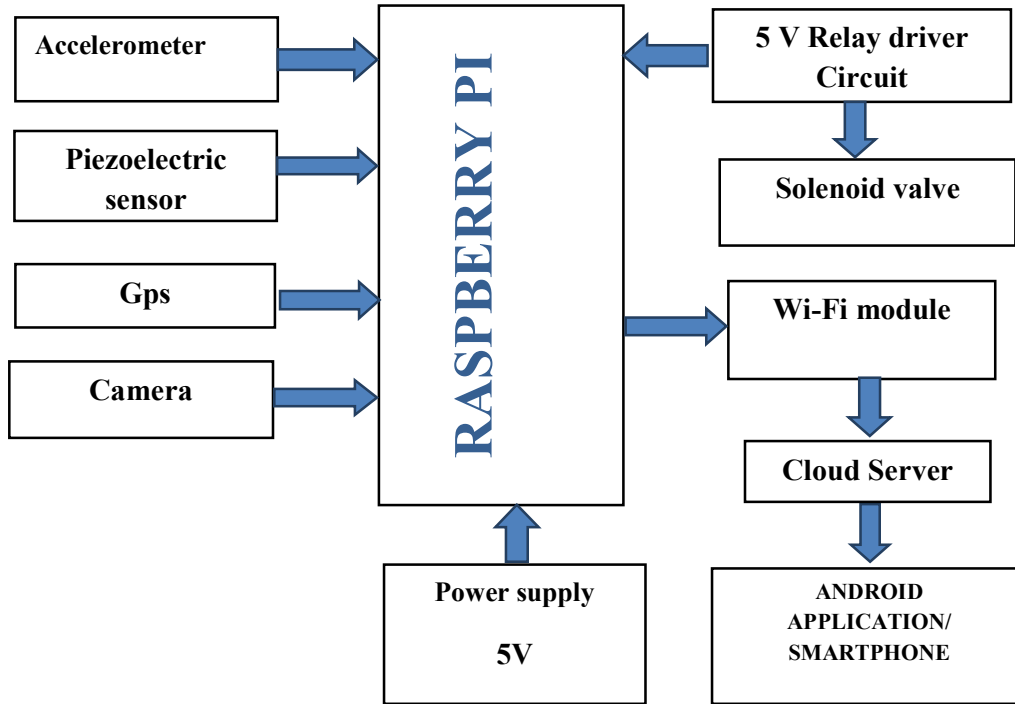 Accelerometer
Piezoelectric
sensor
Gps
Camera
RASPBERRY PI
Power supply
5V
5 V Relay driver
Circuit
Solenoid valve
Wi-Fi module
Cloud Server
ANDROID
APPLICATION/
SMARTPHONE